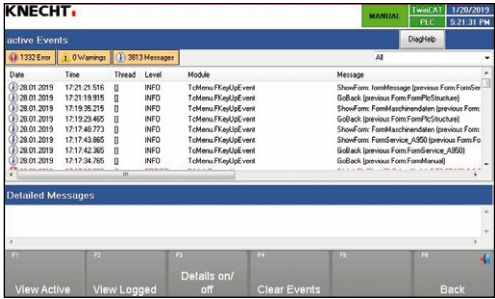 KNECHT.
MANUAL
TwinCAT 1/28/2019
PLC 5:21:31 PM
active Events
DiagHelp
1332 Error 0 Warnings 3813 Messages
All
Date Time Thread Level Module Message
28.01.2019 17:21:21.516 [] INFO TcMenu.FKeyUpEvent ShowForm: formMessage (previous Form:FormSer
28.01.2019 17:21:19.915 [] INFO TcMenu.FKeyUpEvent GoBack (previous Form:FormPlcStructure)
28.01.2019 17:19:35.215 [] INFO TcMenu.FKeyUpEvent ShowForm: FormMaschinendaten (previous Form:
28.01.2019 17:19:29.465 [] INFO TcMenu.FKeyUpEvent GoBack (previous Form:FormPlcStructure)
28.01.2019 17:17:48.773 [] INFO TcMenu.FKeyUpEvent ShowForm: FormMaschinendaten (previous Form:
28.01.2019 17:17:43.865 [] INFO TcMenu.FKeyUpEvent ShowForm: FormService_A950 (previous Form:Fo
28.01.2019 17:17:42.365 [] INFO TcMenu.FKeyUpEvent GoBack (previous Form:FormService_A950)
28.01.2019 17:17:34.765 [] INFO TcMenu.FKeyUpEvent GoBack (previous Form:FormManual)
Detailed Messages
F1 F2 F3 F4 F6 F8
View Active View Logged Details on/
off Clear Events Back